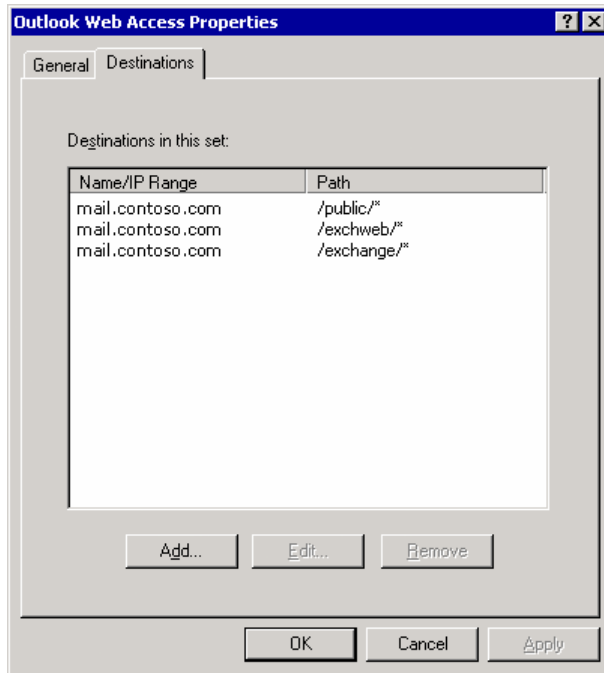 Outlook Web Access Properties
General Destinations
Destinations in this set:
Name/IP Range Path
mail.contoso.com /public/*
mail.contoso.com /exchweb/*
mail.contoso.com /exchange/*
Add... Edit... Remove
OK Cancel Apply